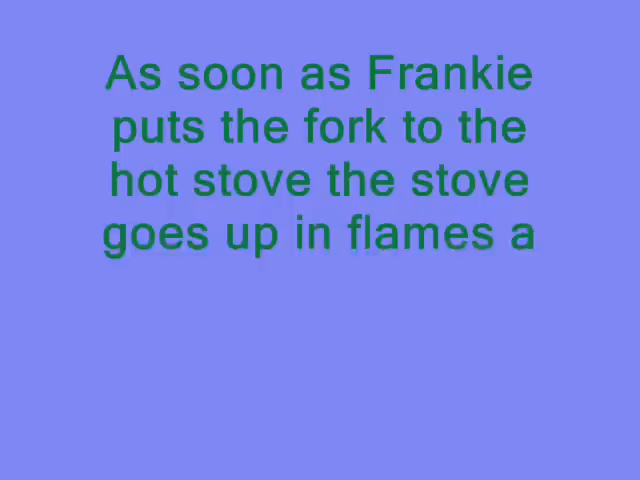 As soon as Frankie
puts the fork to the
hot stove the stove
goes up in flames a